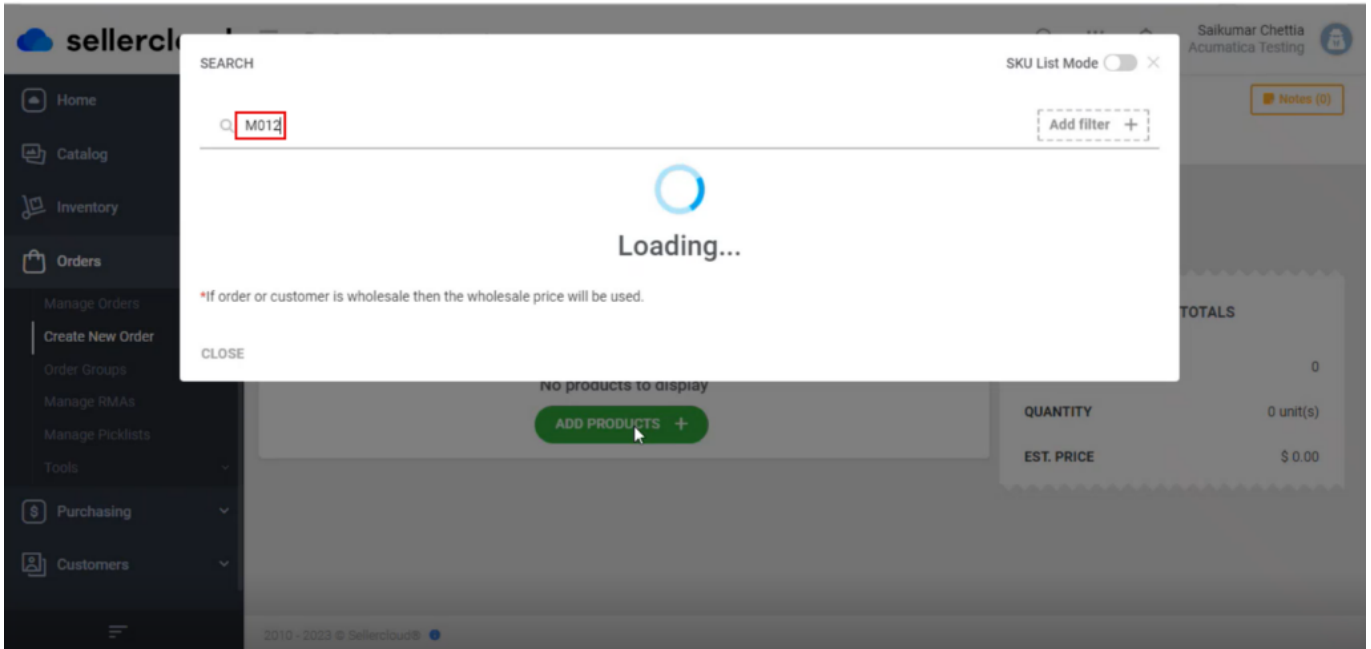 sellercl
Saikumar Chettia
Acumatica Testing
SEARCH
SKU List Mode
Home
Notes (0)
M012
Add filter +
Catalog
Inventory
Loading...
Orders
*If order or customer is wholesale then the wholesale price will be used.
Manage Orders
TOTALS
Create New Order
CLOSE
Order Groups
0
No products to display
Manage RMAs
QUANTITY
0 unit(s)
ADD PRODUCTS +
Manage Picklists
EST. PRICE
$ 0.00
Tools
Purchasing
Customers
2010 - 2023 © Sellercloud®